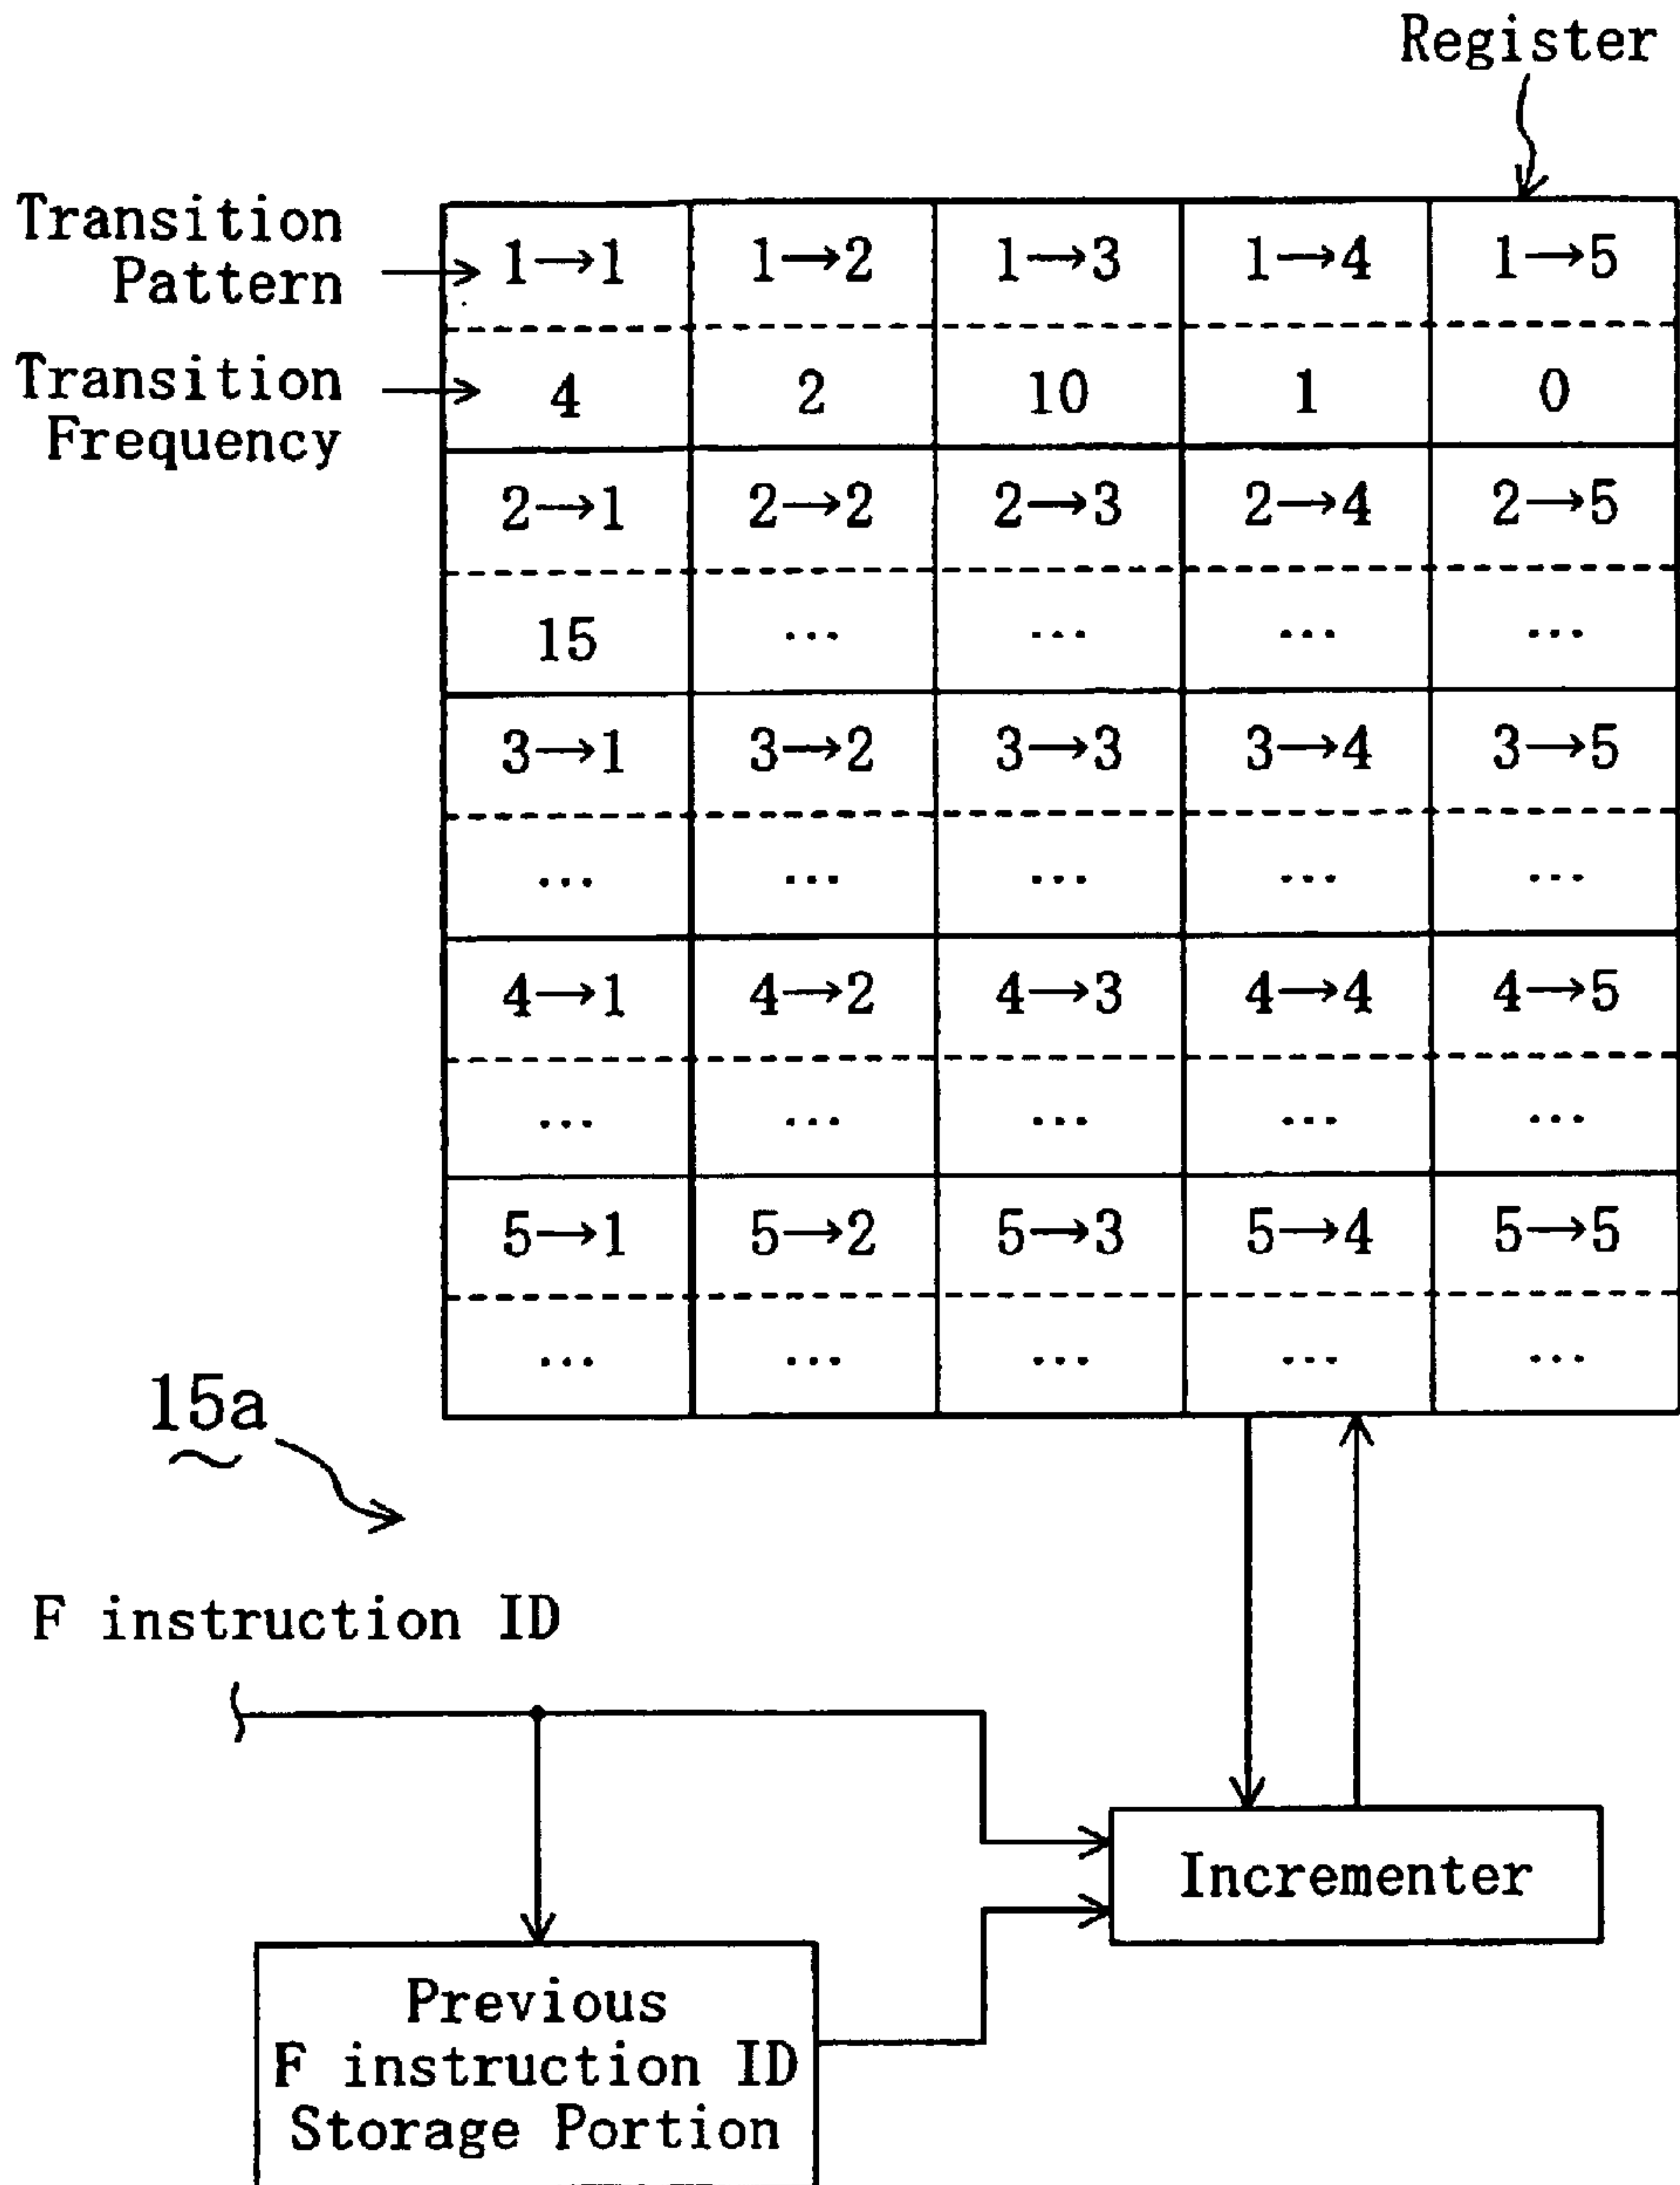 Register
Transition
Pattern
1→1 1→2 1→3 1→4 1→5
Transition
Frequency
4 2 10 1 0
2→1 2→2 2→3 2→4 2→5
15 ... ... ... ...
3→1 3→2 3→3 3→4 3→5
... ... ... ... ...
4→1 4→2 4→3 4→4 4→5
... ... ... ... ...
5→1 5→2 5→3 5→4 5→5
... ... ... ... ...
15a
F instruction ID
Incrementer
Previous
F instruction ID
Storage Portion